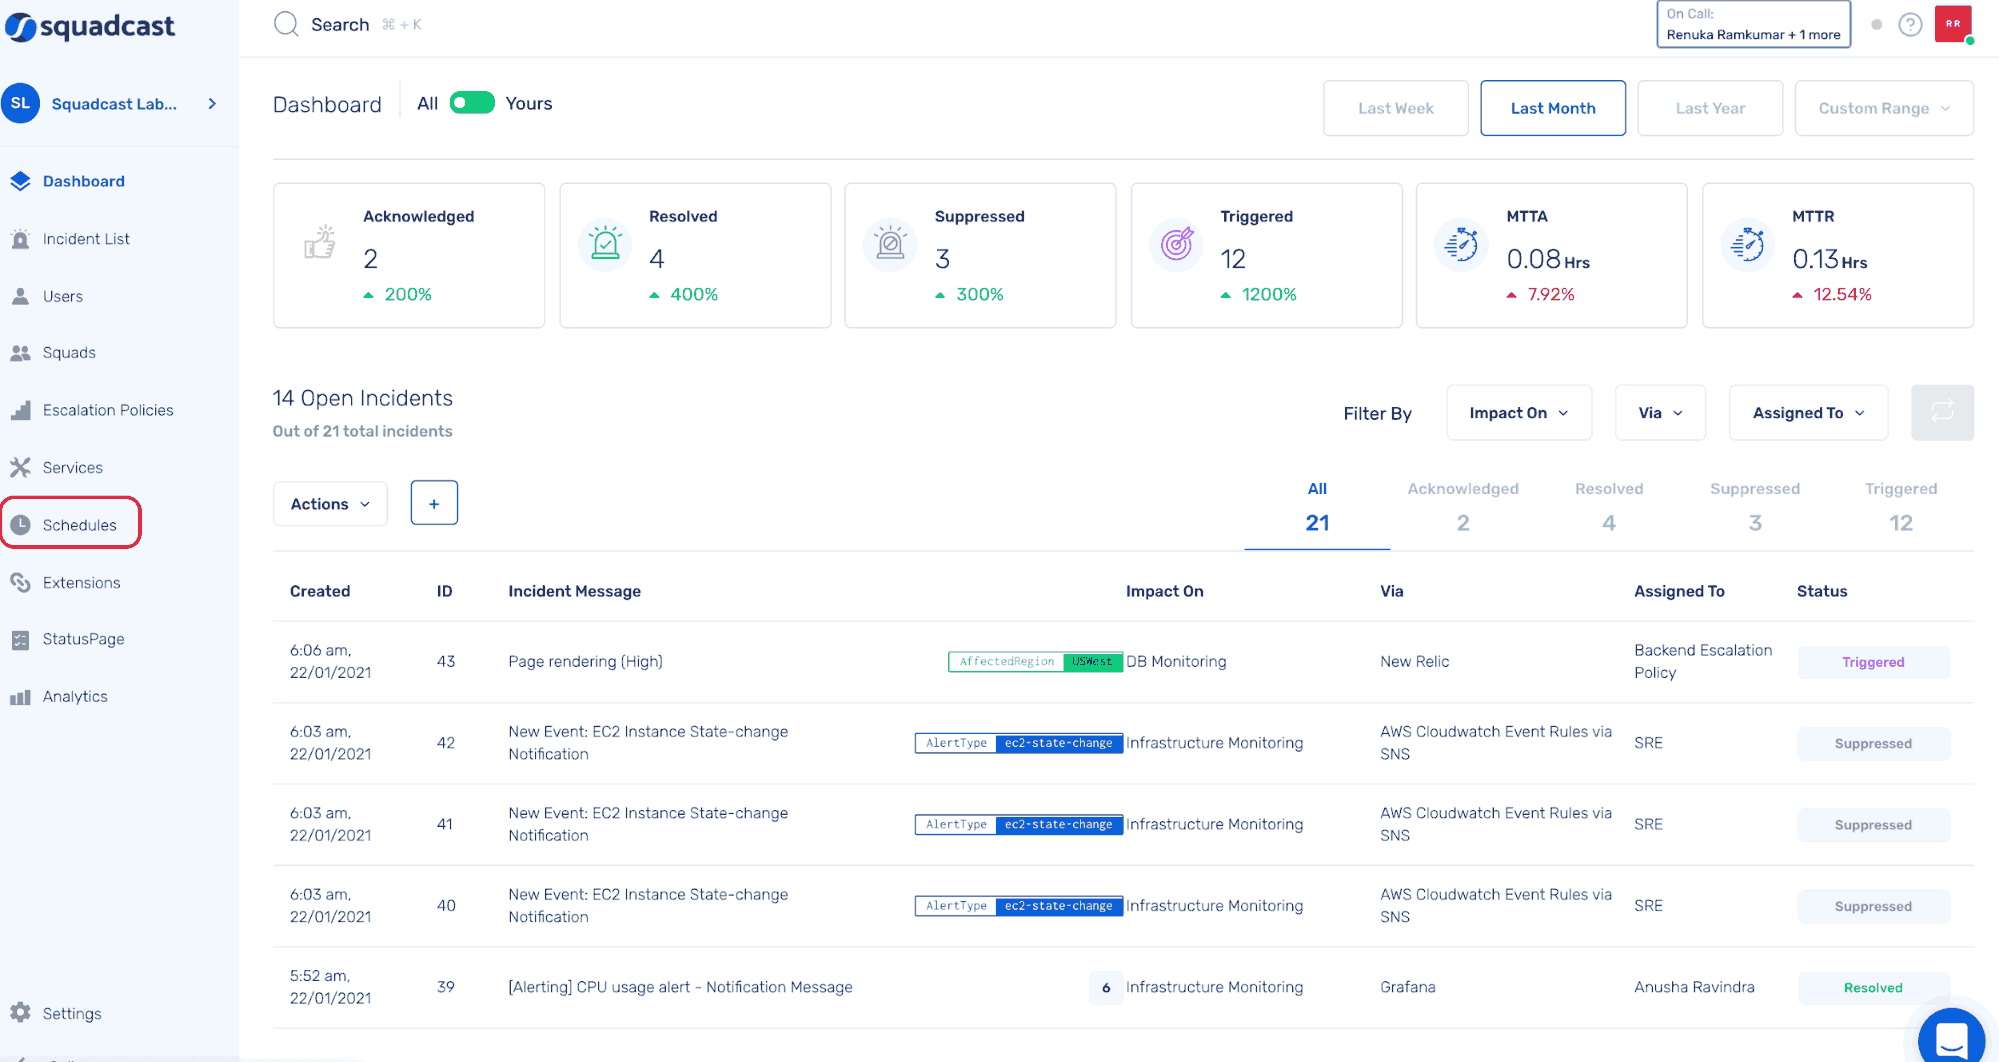 squadcast
Search ⌘ + K
On Call:
Renuka Ramkumar + 1 more
?
RR
SL Squadcast Lab...
Dashboard
Incident List
Users
Squads
Escalation Policies
Services
Schedules
Extensions
StatusPage
Analytics
Settings
Dashboard All Yours
Last Week Last Month Last Year Custom Range
Acknowledged
2
200%
Resolved
4
400%
Suppressed
3
300%
Triggered
12
1200%
MTTA
0.08 Hrs
7.92%
MTTR
0.13 Hrs
12.54%
14 Open Incidents
Out of 21 total incidents
Filter By Impact On Via Assigned To
Actions +
All Acknowledged Resolved Suppressed Triggered
21 2 4 3 12
Created ID Incident Message Impact On Via Assigned To Status
6:06 am,
22/01/2021
43
Page rendering (High)
AffectedRegion USWest
DB Monitoring
New Relic
Backend Escalation
Policy
Triggered
6:03 am,
22/01/2021
42
New Event: EC2 Instance State-change
Notification
AlertType ec2-state-change
Infrastructure Monitoring
AWS Cloudwatch Event Rules via
SNS
SRE
Suppressed
6:03 am,
22/01/2021
41
New Event: EC2 Instance State-change
Notification
AlertType ec2-state-change
Infrastructure Monitoring
AWS Cloudwatch Event Rules via
SNS
SRE
Suppressed
6:03 am,
22/01/2021
40
New Event: EC2 Instance State-change
Notification
AlertType ec2-state-change
Infrastructure Monitoring
AWS Cloudwatch Event Rules via
SNS
SRE
Suppressed
5:52 am,
22/01/2021
39
[Alerting] CPU usage alert - Notification Message
6
Infrastructure Monitoring
Grafana
Anusha Ravindra
Resolved